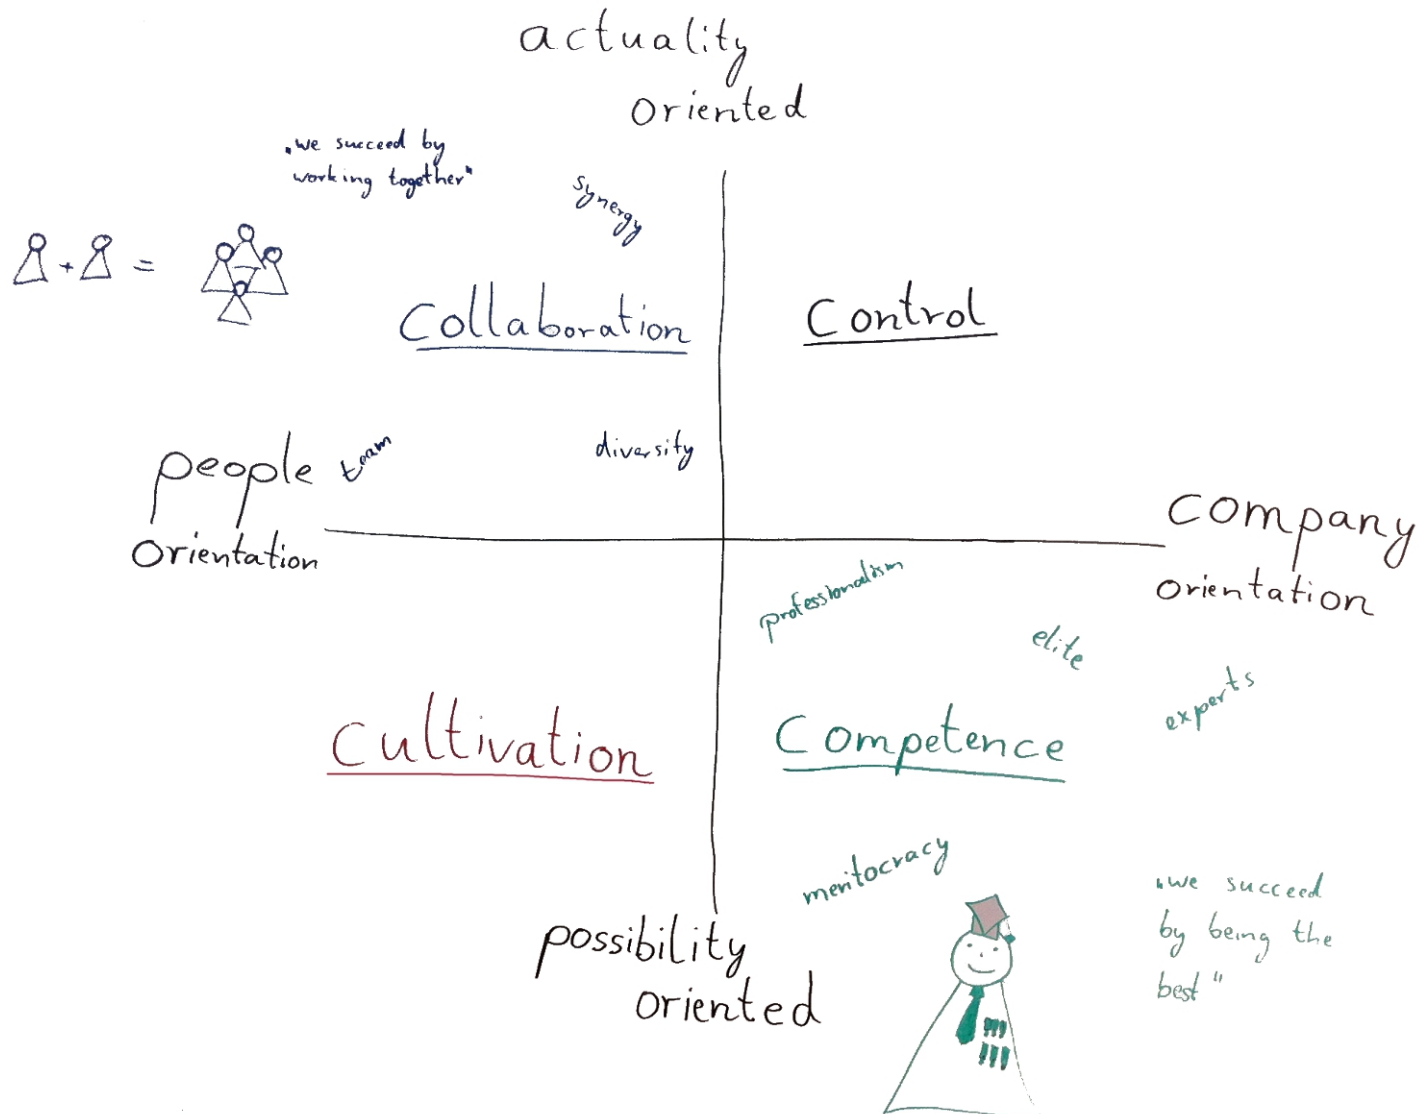 actuality
oriented
„we succeed by
working together"
synergy
+ =
Collaboration
Control
people
orientation
team
diversity
company
orientation
professionalism
elite
experts
Cultivation
Competence
meritocracy
„we succeed
by being the
best"
possibility
oriented